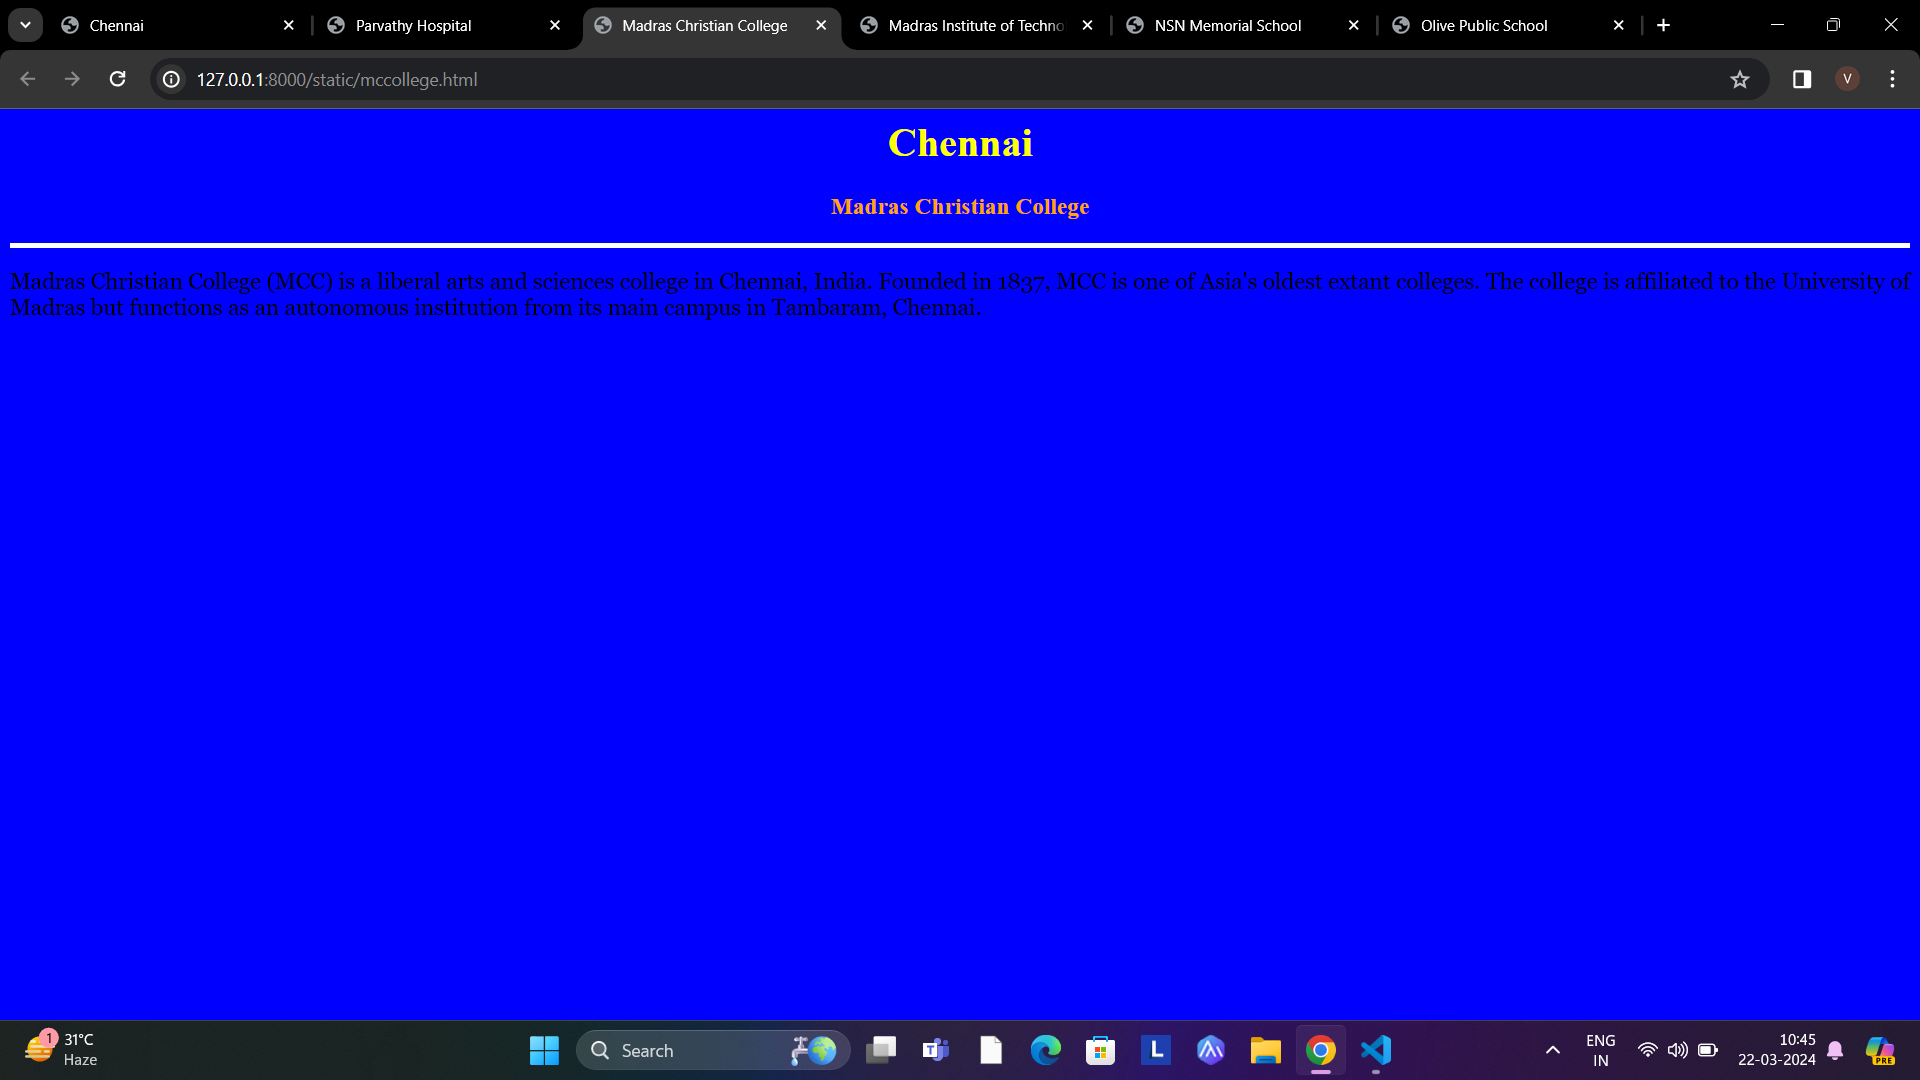 Chennai
Parvathy Hospital
Madras Christian College
Madras Institute of Techno
NSN Memorial School
Olive Public School
127.0.0.1:8000/static/mccollege.html
V
Chennai
Madras Christian College
Madras Christian College (MCC) is a liberal arts and sciences college in Chennai, India. Founded in 1837, MCC is one of Asia's oldest extant colleges. The college is affiliated to the University of
Madras but functions as an autonomous institution from its main campus in Tambaram, Chennai.
1
31°C
Haze
Search
T
L
ENG
IN
10:45
22-03-2024
PRE